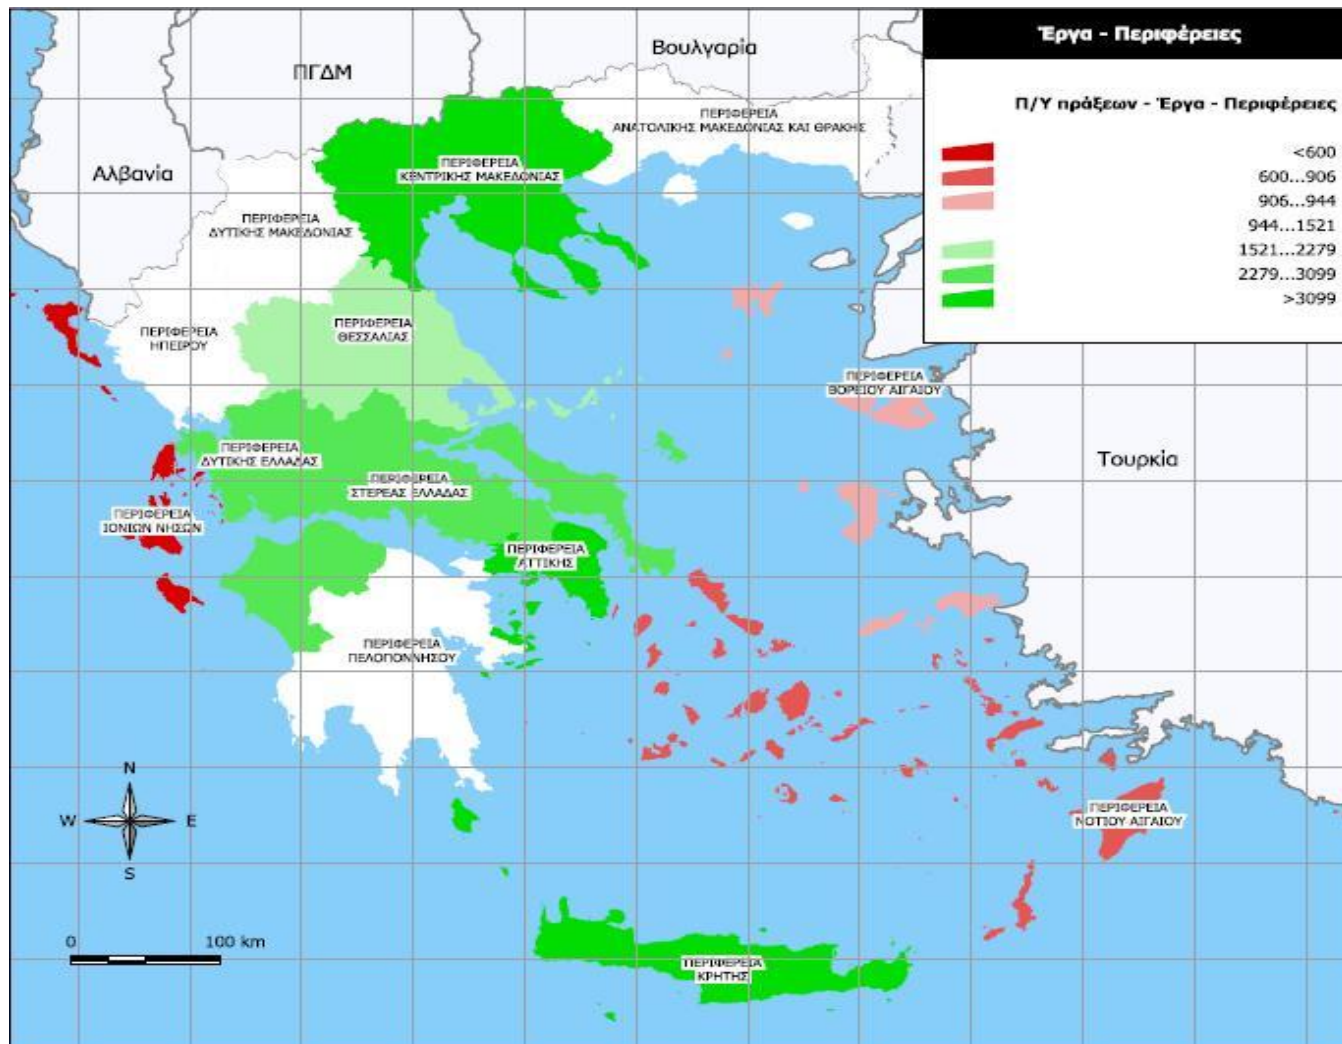 Έργα - Περιφέρειες
Π/Υ πράξεων - Έργα - Περιφέρειες
<600
600...906
906...944
944...1521
1521...2279
2279...3099
>3099
Βουλγαρία
ΠΓΔΜ
Αλβανία
Τουρκία
ΠΕΡΙΦΕΡΕΙΑ
ΑΝΑΤΟΛΙΚΗΣ ΜΑΚΕΔΟΝΙΑΣ ΚΑΙ ΘΡΑΚΗΣ
ΠΕΡΙΦΕΡΕΙΑ
ΚΕΝΤΡΙΚΗΣ ΜΑΚΕΔΟΝΙΑΣ
ΠΕΡΙΦΕΡΕΙΑ
ΔΥΤΙΚΗΣ ΜΑΚΕΔΟΝΙΑΣ
ΠΕΡΙΦΕΡΕΙΑ
ΗΠΕΙΡΟΥ
ΠΕΡΙΦΕΡΕΙΑ
ΘΕΣΣΑΛΙΑΣ
ΠΕΡΙΦΕΡΕΙΑ
ΒΟΡΕΙΟΥ ΑΙΓΑΙΟΥ
ΠΕΡΙΦΕΡΕΙΑ
ΔΥΤΙΚΗΣ ΕΛΛΑΔΑΣ
ΠΕΡΙΦΕΡΕΙΑ
ΣΤΕΡΕΑΣ ΕΛΛΑΔΑΣ
ΠΕΡΙΦΕΡΕΙΑ
ΙΟΝΙΩΝ ΝΗΣΩΝ
ΠΕΡΙΦΕΡΕΙΑ
ΑΤΤΙΚΗΣ
ΠΕΡΙΦΕΡΕΙΑ
ΠΕΛΟΠΟΝΝΗΣΟΥ
ΠΕΡΙΦΕΡΕΙΑ
ΝΟΤΙΟΥ ΑΙΓΑΙΟΥ
ΠΕΡΙΦΕΡΕΙΑ
ΚΡΗΤΗΣ
N
W E
S
0 100 km